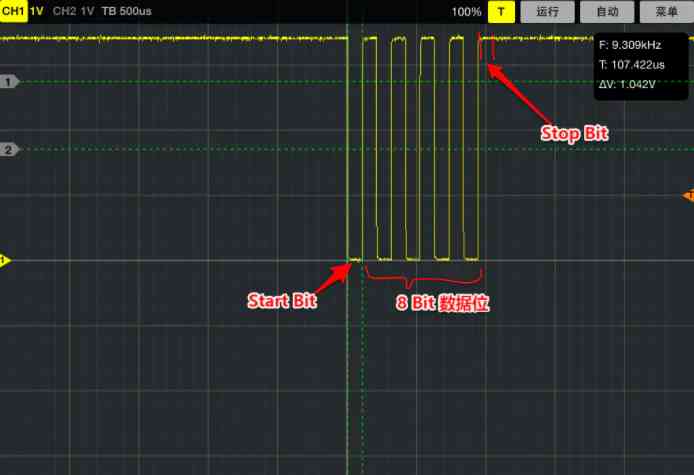 CH1 1V CH2 1V TB 500us 100% T 运行 自动 菜单
F: 9.309kHz
T: 107.422us
ΔV: 1.042V
1
Stop Bit
2
T
1
Start Bit
8 Bit 数据位